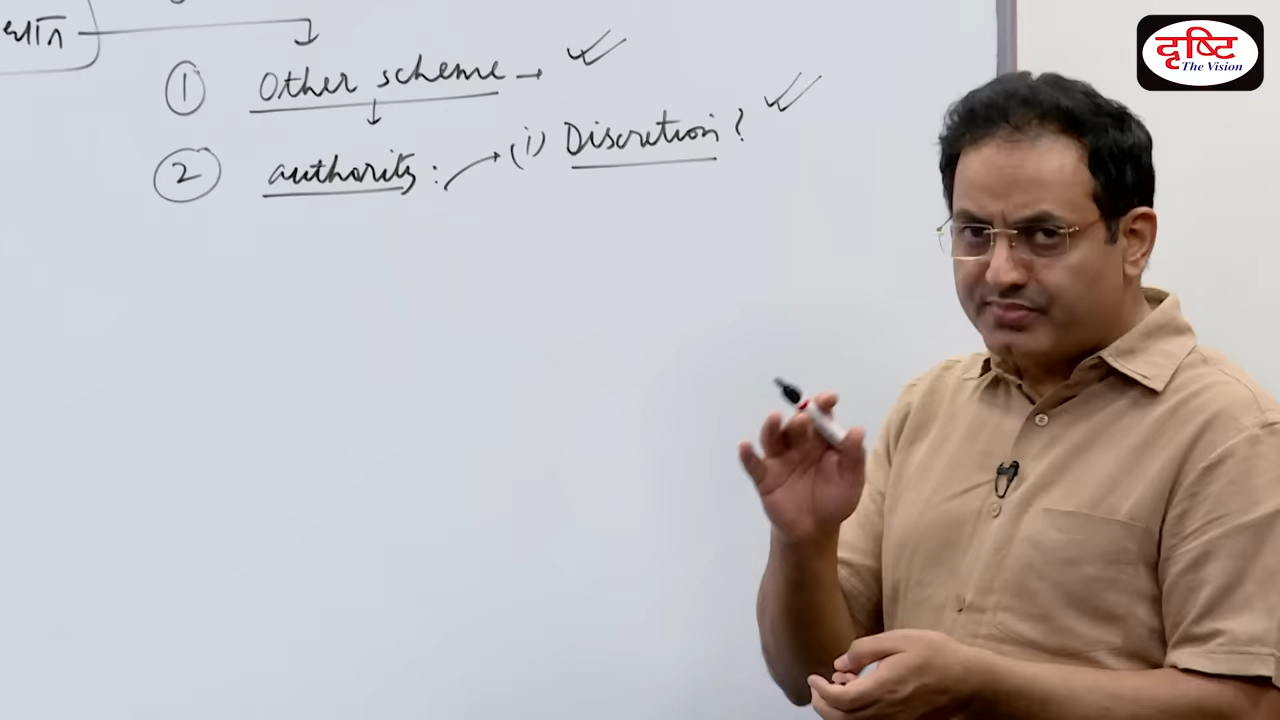 ① Other scheme → ✓✓
② authority: → (i) Discretion? ✓✓
दृष्टि
The Vision